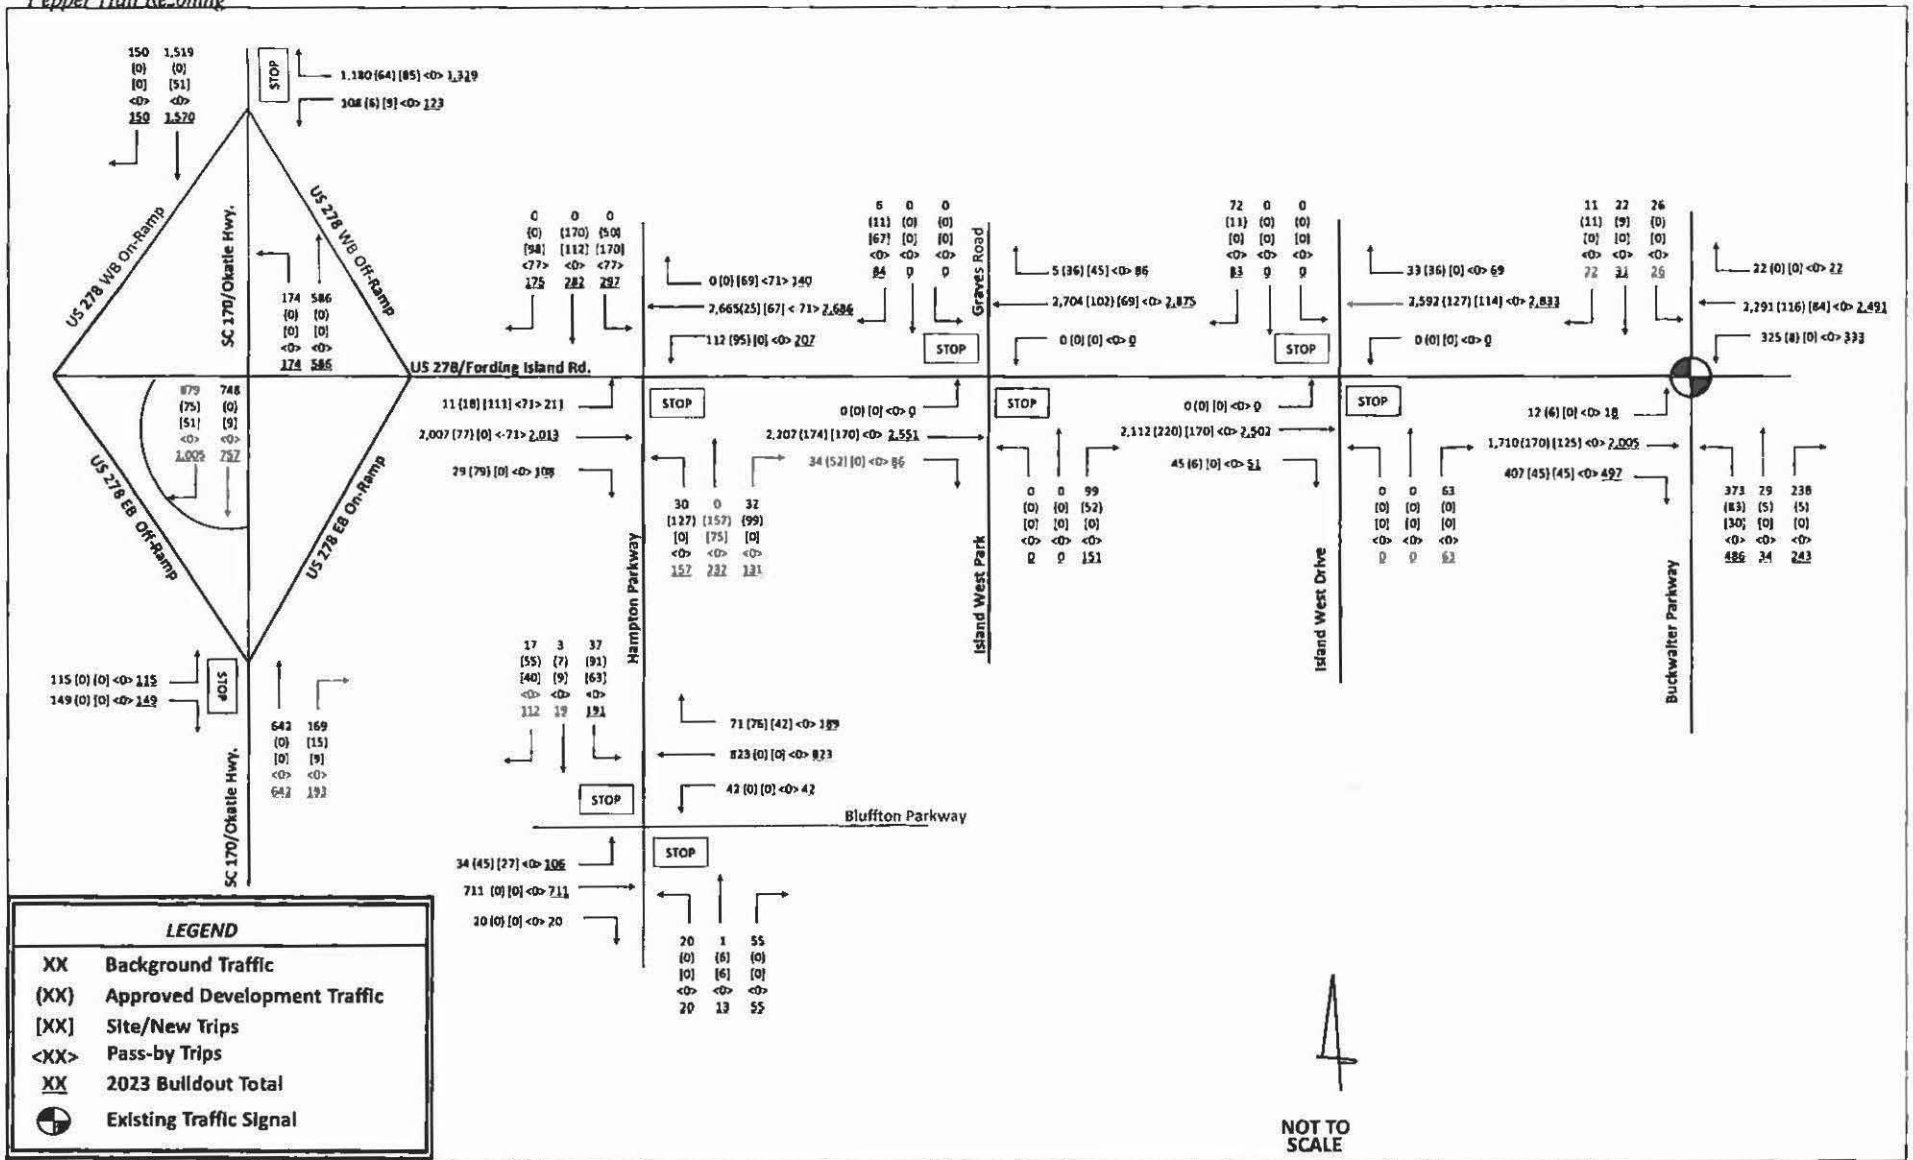 Pepper Hall Rezoning
150 1,519
(0) (0)
[0] [51]
<0> <0>
150 1,570
STOP
1,180 (64) [85] <0> 1,329
108 (6) [9] <0> 123
US 278 WB On-Ramp
SC 170/Okatie Hwy.
US 278 WB Off-Ramp
174 586
(0) (0)
[0] [0]
<0> <0>
174 586
879 748
(75) (0)
[51] [9]
<0> <0>
1,005 757
US 278 EB Off-Ramp
US 278 EB On-Ramp
US 278/Fording Island Rd.
115 (0) [0] <0> 115
149 (0) [0] <0> 149
STOP
642 169
(0) [15]
[0] [9]
<0> <0>
642 193
SC 170/Okatie Hwy.
0 0 0
(0) (170) (50)
[98] [112] [170]
<77> <0> <77>
175 282 297
0 (0) [69] <71> 140
2,665(25) [67] <-71> 2,686
112 (95) [0] <0> 207
11 (18) [111] <71> 211
2,007 (77) [0] <-71> 2,013
29 (79) [0] <0> 108
STOP
30 0 32
(127) (157) (99)
[0] [75] [0]
<0> <0> <0>
157 232 131
Hampton Parkway
6 0 0
(11) (0) (0)
[67] [0] [0]
<0> <0> <0>
84 0 0
STOP
Graves Road
5 (36) [45] <0> 86
2,704 (102) [69] <0> 2,875
0 (0) [0] <0> 0
0 (0) [0] <0> 0
2,207 (174) [170] <0> 2,551
34 (52) [0] <0> 86
STOP
0 0 99
(0) (0) (52)
[0] [0] [0]
<0> <0> <0>
0 0 151
Island West Park
72 0 0
(11) (0) (0)
[0] [0] [0]
<0> <0> <0>
83 0 0
STOP
33 (36) [0] <0> 69
2,592 (127) [114] <0> 2,833
0 (0) [0] <0> 0
0 (0) [0] <0> 0
2,112 (220) [170] <0> 2,502
45 (6) [0] <0> 51
STOP
0 0 63
(0) (0) (0)
[0] [0] [0]
<0> <0> <0>
0 0 63
Island West Drive
11 22 26
(11) (9) (0)
[0] [0] [0]
<0> <0> <0>
22 31 26
22 (0) [0] <0> 22
2,291 (116) [84] <0> 2,491
325 (8) [0] <0> 333
12 (6) [0] <0> 18
1,710 (170) [125] <0> 2,005
407 (45) [45] <0> 497
373 29 238
(83) (5) (5)
[30] [0] [0]
<0> <0> <0>
486 34 243
Buckwalter Parkway
17 3 37
(55) (7) (91)
[40] [9] [63]
<0> <0> <0>
112 19 191
71 (76) [42] <0> 189
823 (0) [0] <0> 823
42 (0) [0] <0> 42
STOP
Bluffton Parkway
34 (45) [27] <0> 106
711 (0) [0] <0> 711
20 (0) [0] <0> 20
STOP
20 1 55
(0) (6) (0)
[0] [6] [0]
<0> <0> <0>
20 13 55
LEGEND
XX Background Traffic
(XX) Approved Development Traffic
[XX] Site/New Trips
<XX> Pass-by Trips
XX 2023 Buildout Total
Existing Traffic Signal
NOT TO
SCALE